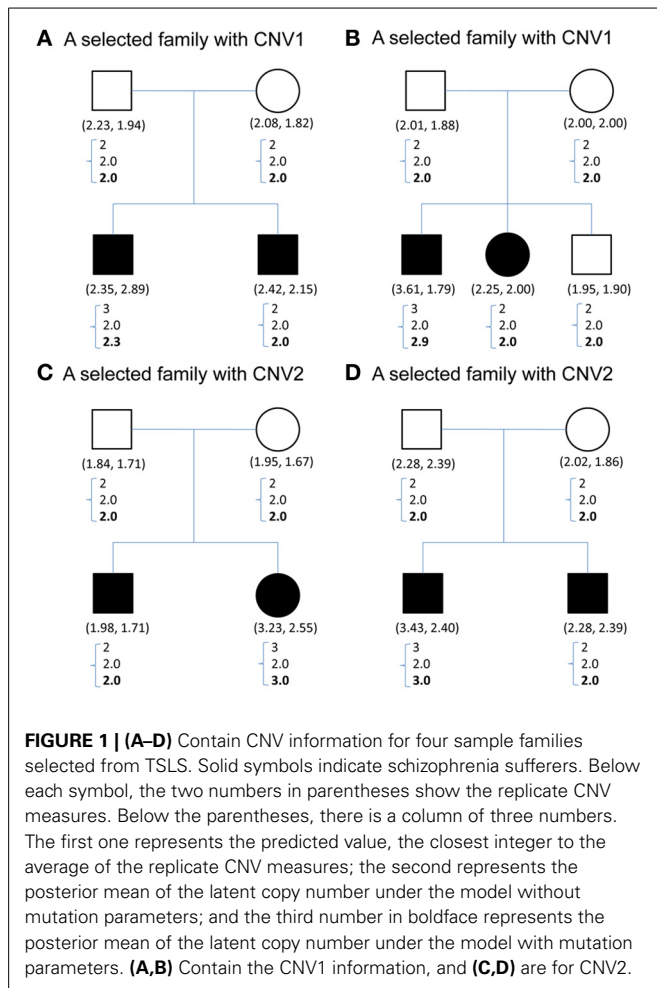 A A selected family with CNV1
B A selected family with CNV1
(2.23, 1.94) (2.08, 1.82) (2.01, 1.88) (2.00, 2.00)
2 2 2 2
2.0 2.0 2.0 2.0
2.0 2.0 2.0 2.0
(2.35, 2.89) (2.42, 2.15) (3.61, 1.79) (2.25, 2.00) (1.95, 1.90)
3 2 3 2 2
2.0 2.0 2.0 2.0 2.0
2.3 2.0 2.9 2.0 2.0
C A selected family with CNV2
D A selected family with CNV2
(1.84, 1.71) (1.95, 1.67) (2.28, 2.39) (2.02, 1.86)
2 2 2 2
2.0 2.0 2.0 2.0
2.0 2.0 2.0 2.0
(1.98, 1.71) (3.23, 2.55) (3.43, 2.40) (2.28, 2.39)
2 3 3 2
2.0 2.0 2.0 2.0
2.0 3.0 3.0 2.0
FIGURE 1 | (A–D) Contain CNV information for four sample families
selected from TSLS. Solid symbols indicate schizophrenia sufferers. Below
each symbol, the two numbers in parentheses show the replicate CNV
measures. Below the parentheses, there is a column of three numbers.
The first one represents the predicted value, the closest integer to the
average of the replicate CNV measures; the second represents the
posterior mean of the latent copy number under the model without
mutation parameters; and the third number in boldface represents the
posterior mean of the latent copy number under the model with mutation
parameters. (A,B) Contain the CNV1 information, and (C,D) are for CNV2.